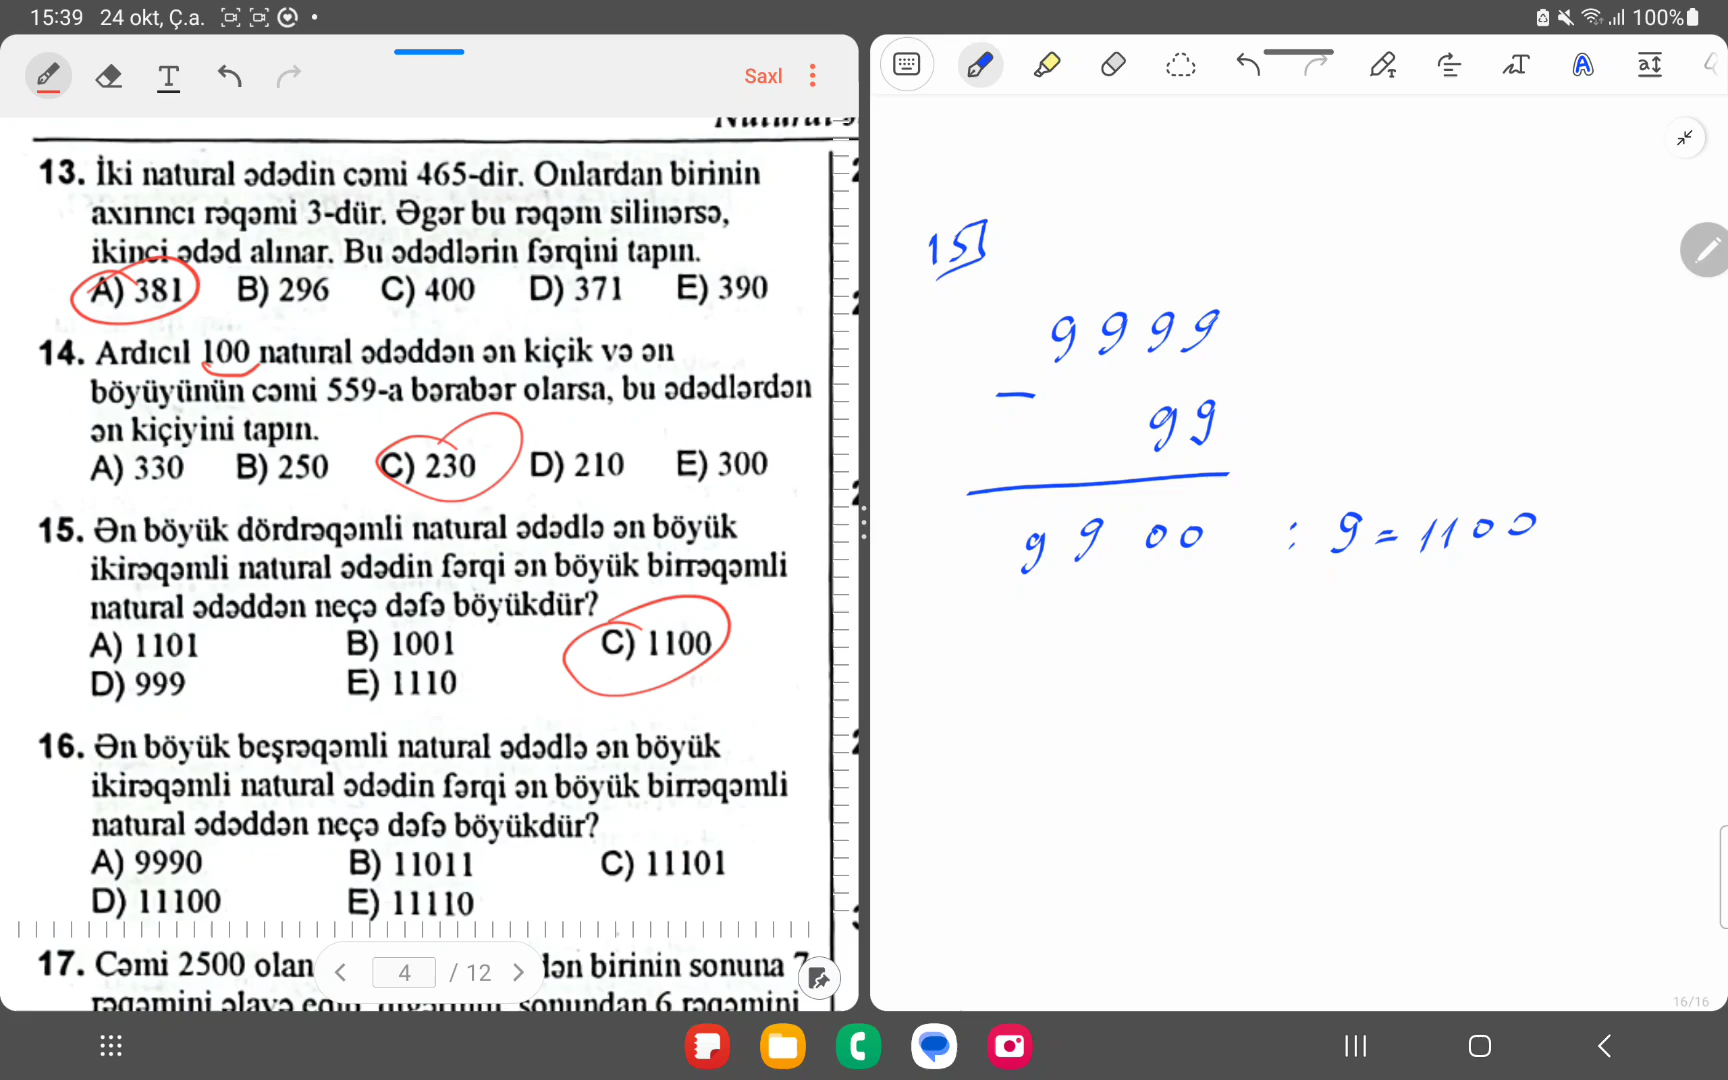 15:39 24 okt, Ç.a. 100%
Saxl
13. İki natural ədədin cəmi 465-dir. Onlardan birinin
axırıncı rəqəmi 3-dür. Əgər bu rəqəm silinərsə,
ikinci ədəd alınar. Bu ədədlərin fərqini tapın.
A) 381 B) 296 C) 400 D) 371 E) 390
14. Ardıcıl 100 natural ədəddən ən kiçik və ən
böyüyünün cəmi 559-a bərabər olarsa, bu ədədlərdən
ən kiçiyini tapın.
A) 330 B) 250 C) 230 D) 210 E) 300
15. Ən böyük dördrəqəmli natural ədədlə ən böyük
ikirəqəmli natural ədədin fərqi ən böyük birrəqəmli
natural ədəddən neçə dəfə böyükdür?
A) 1101 B) 1001 C) 1100
D) 999 E) 1110
16. Ən böyük beşrəqəmli natural ədədlə ən böyük
ikirəqəmli natural ədədin fərqi ən böyük birrəqəmli
natural ədəddən neçə dəfə böyükdür?
A) 9990 B) 11011 C) 11101
D) 11100 E) 11110
17. Cəmi 2500 olan birinin sonuna 7
rəqəmini əlavə sonundan 6 rəqəmini
4 / 12
15
9999
- 99
9900 : 9 = 1100
16/16